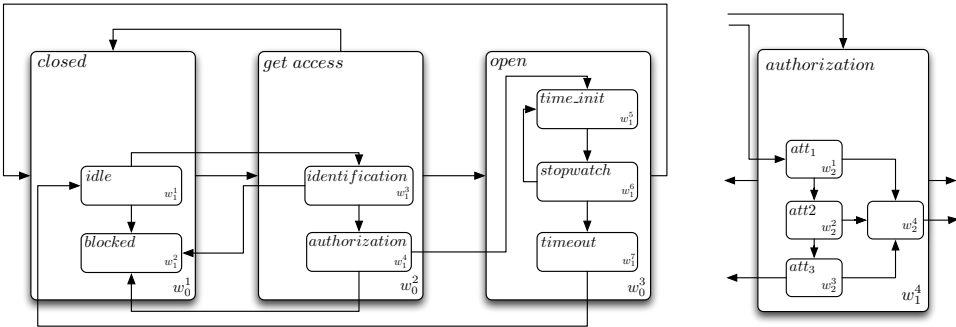 closed
idle
w_1^1
blocked
w_1^2
w_0^1
get access
identification
w_1^3
authorization
w_1^4
w_0^2
open
time_init
w_1^5
stopwatch
w_1^6
timeout
w_1^7
w_0^3
authorization
att_1
w_2^1
att2
w_2^2
w_2^4
att_3
w_2^3
w_1^4